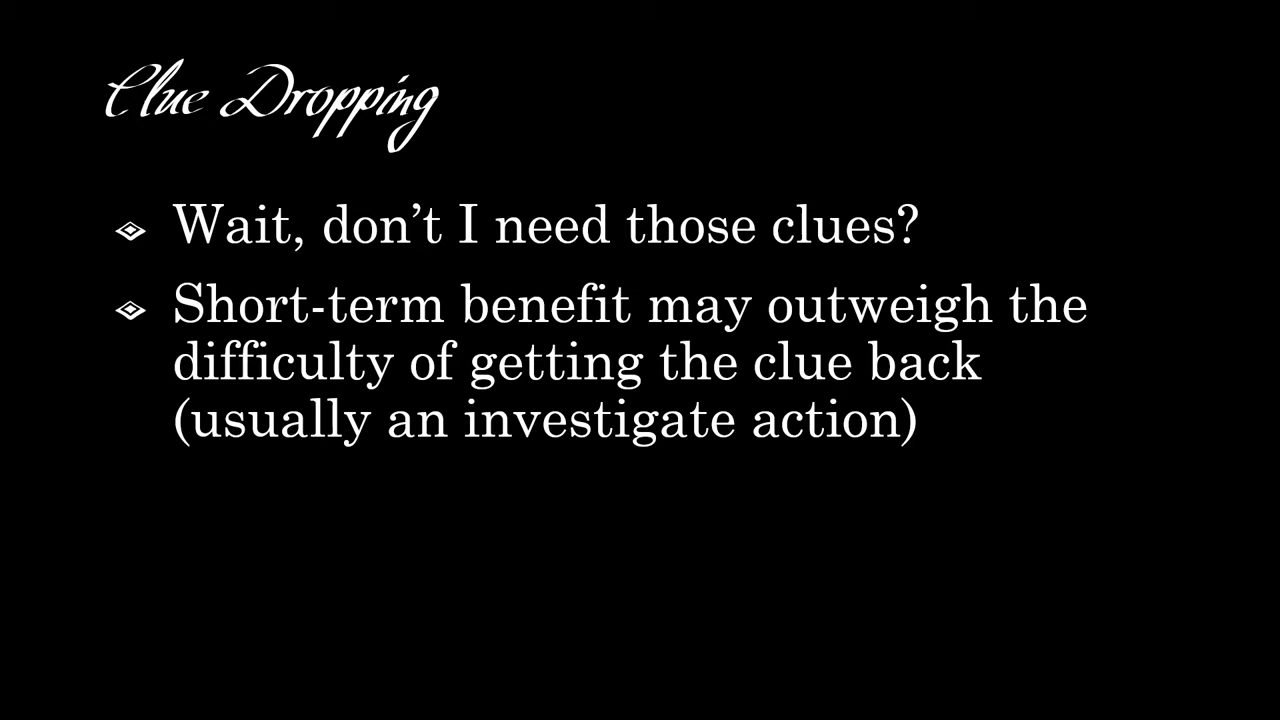 Clue Dropping
Wait, don’t I need those clues?
Short-term benefit may outweigh the
difficulty of getting the clue back
(usually an investigate action)